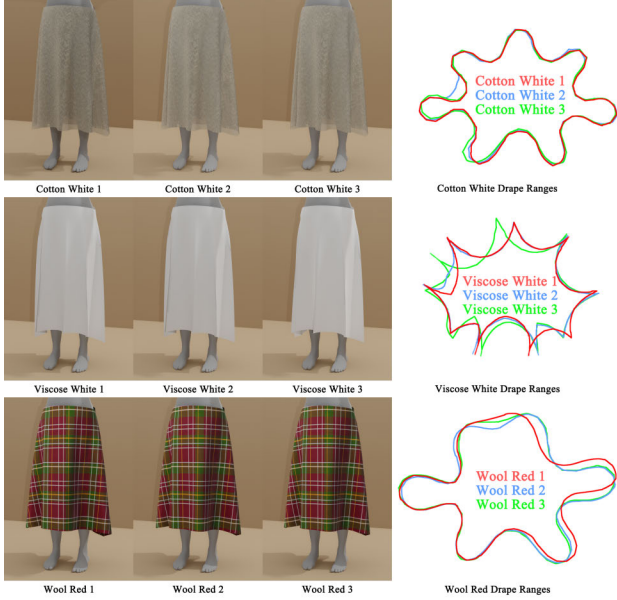 Cotton White 1
Cotton White 2
Cotton White 3
Cotton White 1
Cotton White 2
Cotton White 3
Cotton White Drape Ranges
Viscose White 1
Viscose White 2
Viscose White 3
Viscose White 1
Viscose White 2
Viscose White 3
Viscose White Drape Ranges
Wool Red 1
Wool Red 2
Wool Red 3
Wool Red 1
Wool Red 2
Wool Red 3
Wool Red Drape Ranges